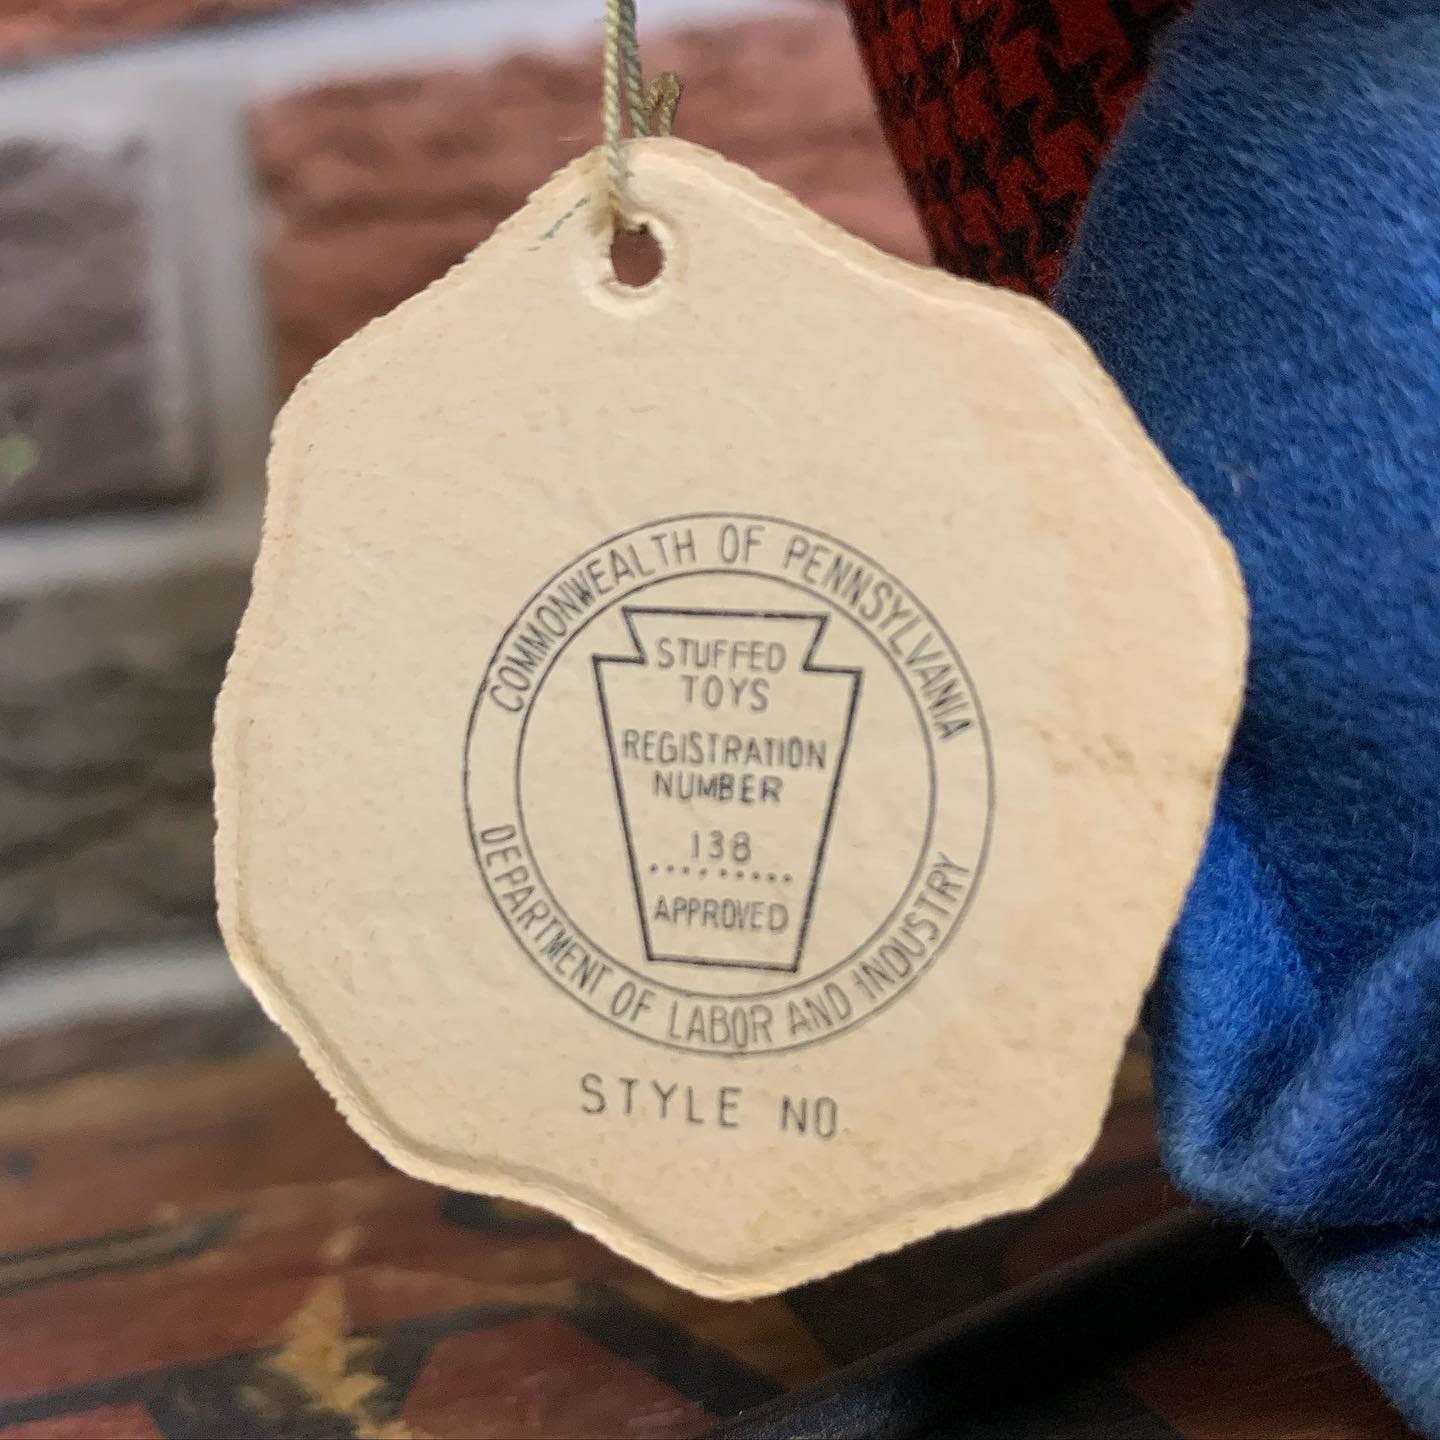 COMMONWEALTH OF PENNSYLVANIA
STUFFED
TOYS
REGISTRATION
NUMBER
138
.........
APPROVED
DEPARTMENT OF LABOR AND INDUSTRY
STYLE NO